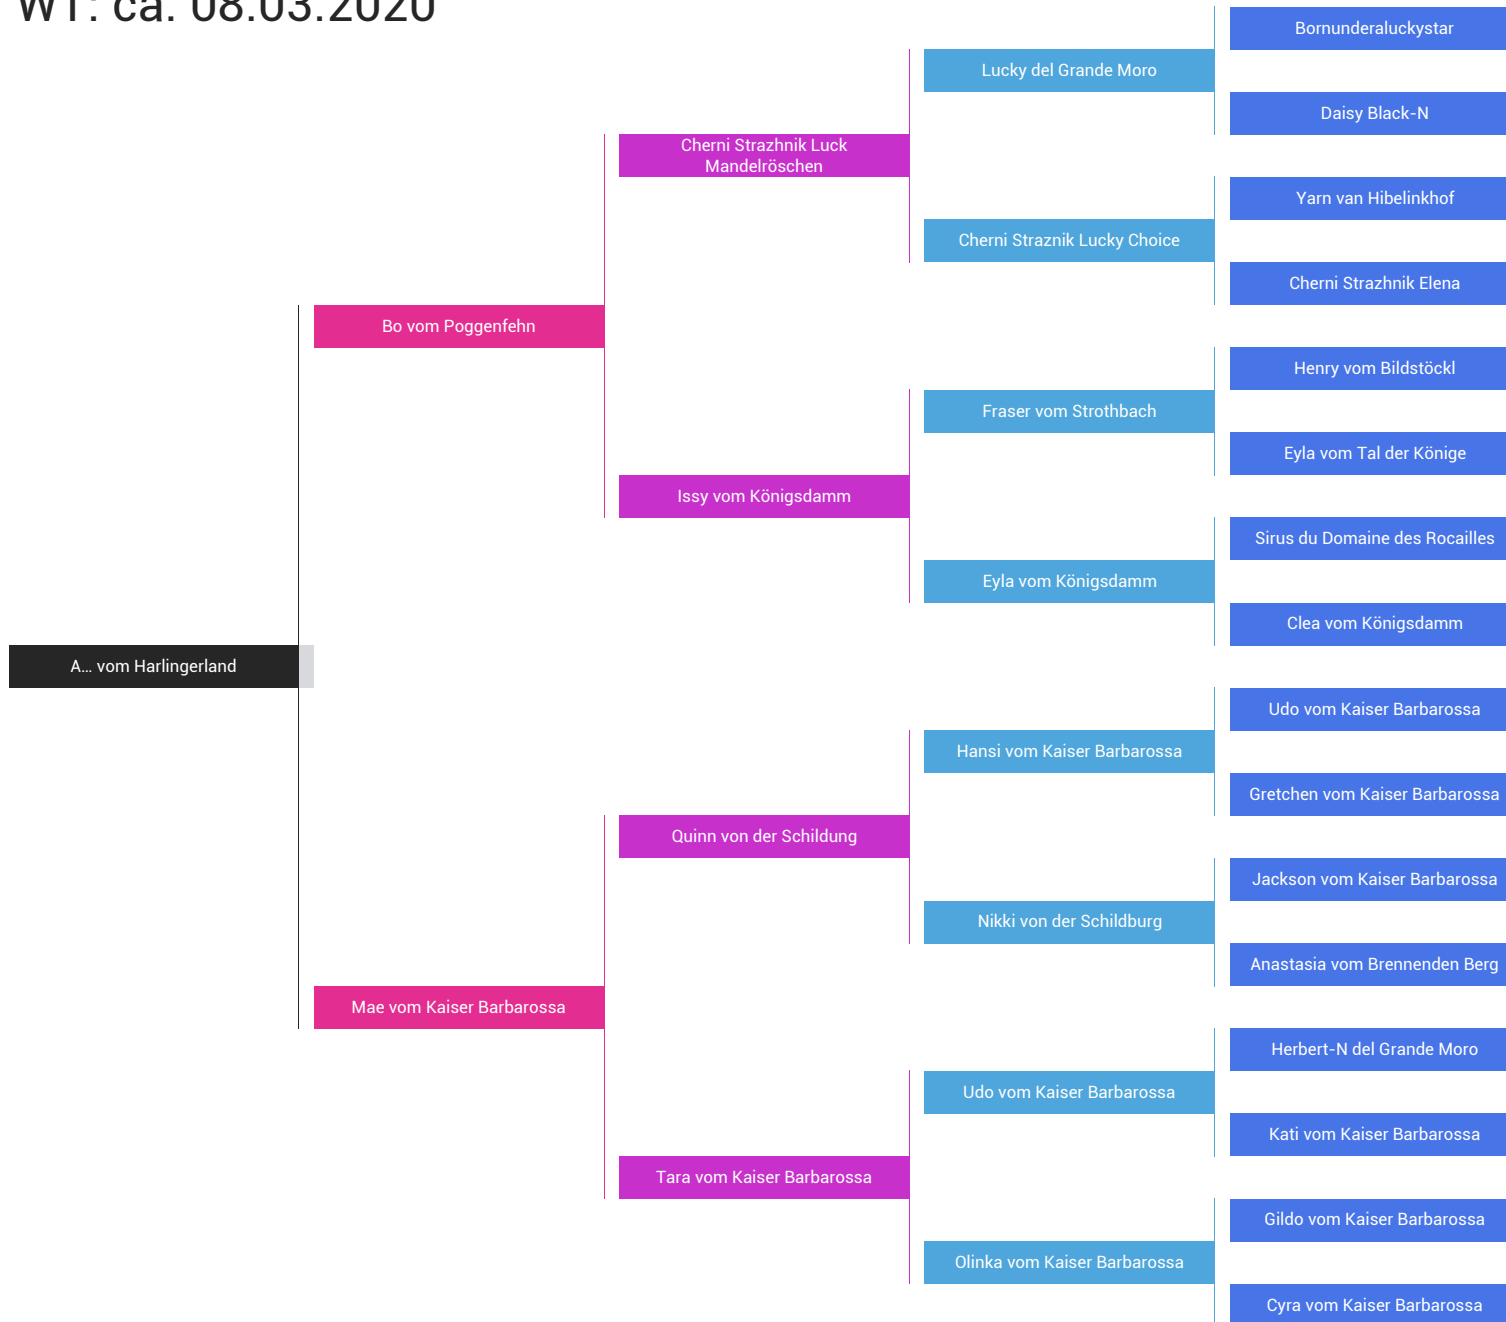 WT: ca. 08.03.2020
Bornunderaluckystar
Lucky del Grande Moro
Daisy Black-N
Cherni Strazhnik Luck
Mandelröschen
Yarn van Hibelinkhof
Cherni Straznik Lucky Choice
Cherni Strazhnik Elena
Bo vom Poggenfehn
Henry vom Bildstöckl
Fraser vom Strothbach
Eyla vom Tal der Könige
Issy vom Königsdamm
Sirus du Domaine des Rocailles
Eyla vom Königsdamm
Clea vom Königsdamm
A... vom Harlingerland
Udo vom Kaiser Barbarossa
Hansi vom Kaiser Barbarossa
Gretchen vom Kaiser Barbarossa
Quinn von der Schildung
Jackson vom Kaiser Barbarossa
Nikki von der Schildburg
Anastasia vom Brennenden Berg
Mae vom Kaiser Barbarossa
Herbert-N del Grande Moro
Udo vom Kaiser Barbarossa
Kati vom Kaiser Barbarossa
Tara vom Kaiser Barbarossa
Gildo vom Kaiser Barbarossa
Olinka vom Kaiser Barbarossa
Cyra vom Kaiser Barbarossa